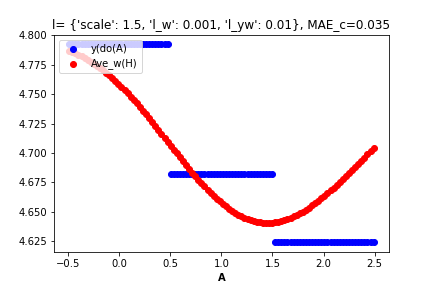 l= {'scale': 1.5, 'l_w': 0.001, 'l_yw': 0.01}, MAE_c=0.035
4.800
4.775
4.750
4.725
4.700
4.675
4.650
4.625
y(do(A)
Ave_w(H)
−0.5 0.0 0.5 1.0 1.5 2.0 2.5
A